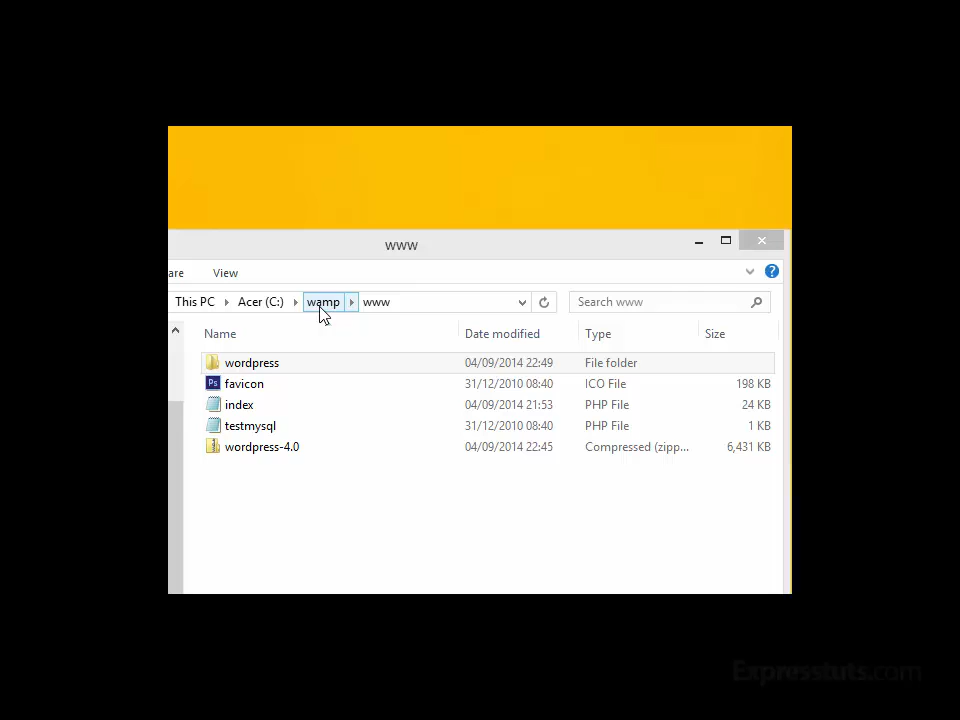 www
are View
This PC Acer (C:) wamp www Search www
Name Date modified Type Size
wordpress 04/09/2014 22:49 File folder
Ps favicon 31/12/2010 08:40 ICO File 198 KB
index 04/09/2014 21:53 PHP File 24 KB
testmysql 31/12/2010 08:40 PHP File 1 KB
wordpress-4.0 04/09/2014 22:45 Compressed (zipp... 6,431 KB
Expresstuts.com